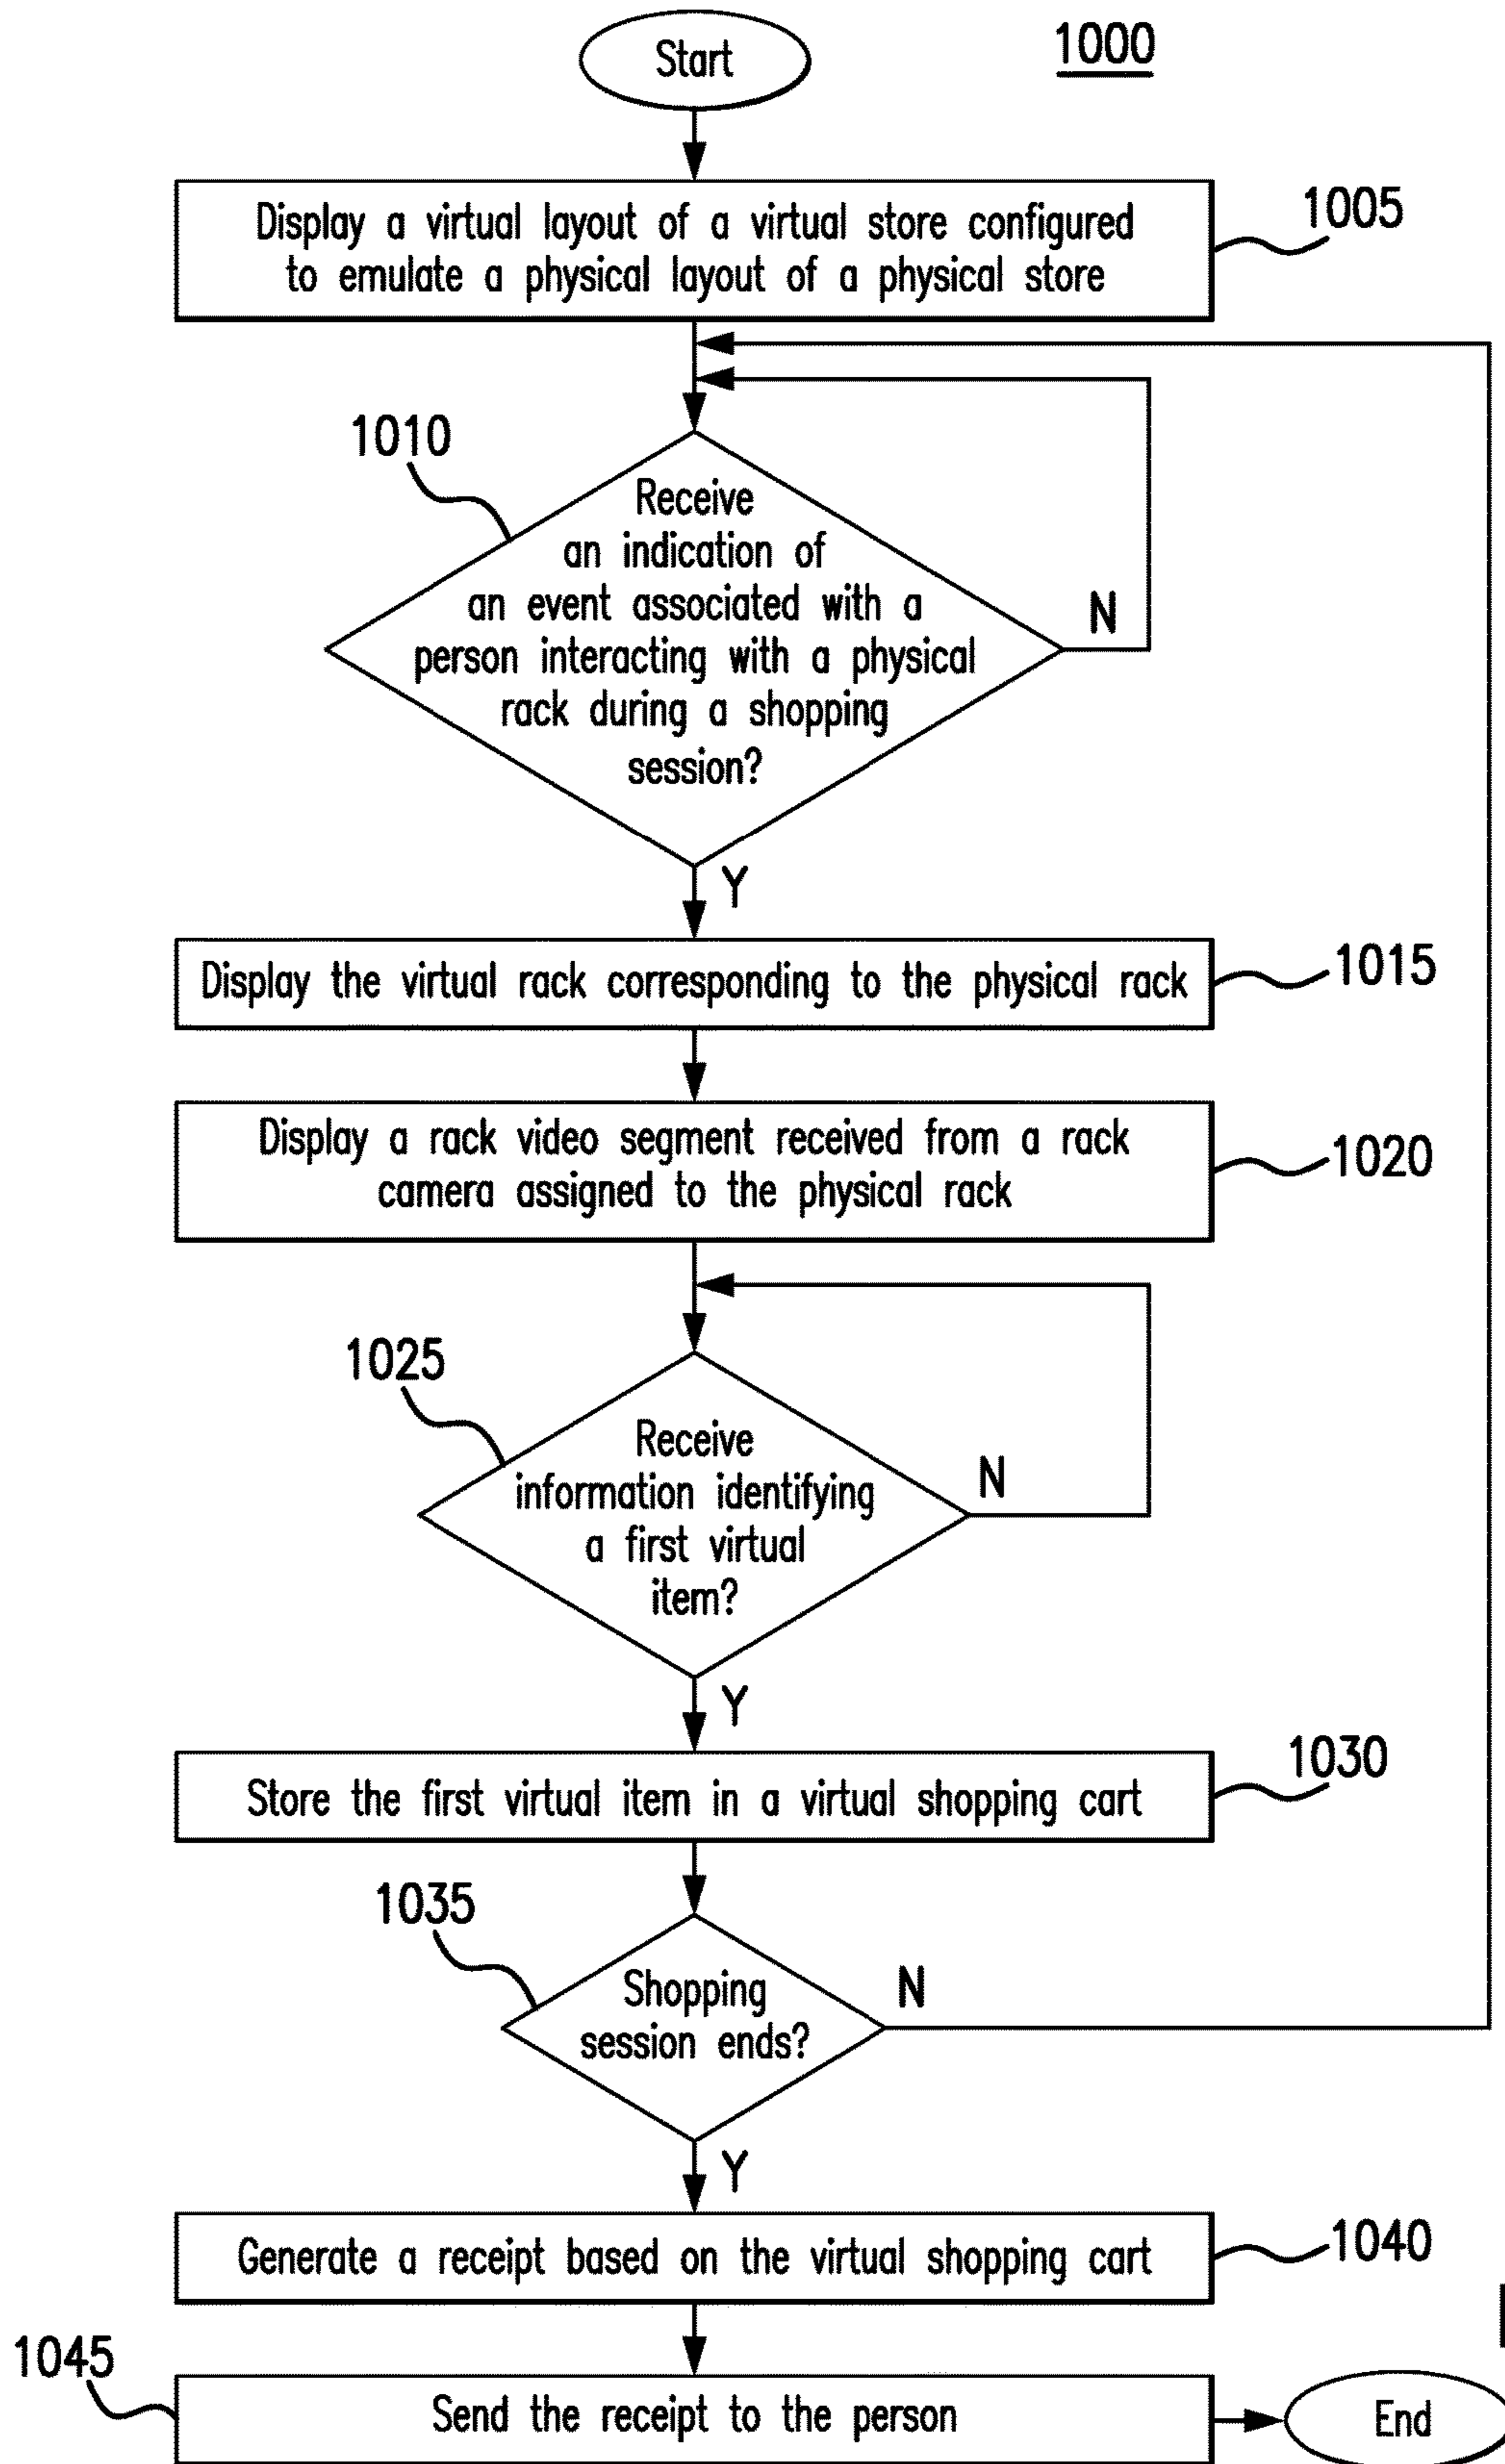 Start
1000
Display a virtual layout of a virtual store configured
to emulate a physical layout of a physical store
1005
1010
Receive
an indication of
an event associated with a
person interacting with a physical
rack during a shopping
session?
N
Y
Display the virtual rack corresponding to the physical rack
1015
Display a rack video segment received from a rack
camera assigned to the physical rack
1020
1025
Receive
information identifying
a first virtual
item?
N
Y
Store the first virtual item in a virtual shopping cart
1030
1035
Shopping
session ends?
N
Y
Generate a receipt based on the virtual shopping cart
1040
1045
Send the receipt to the person
End